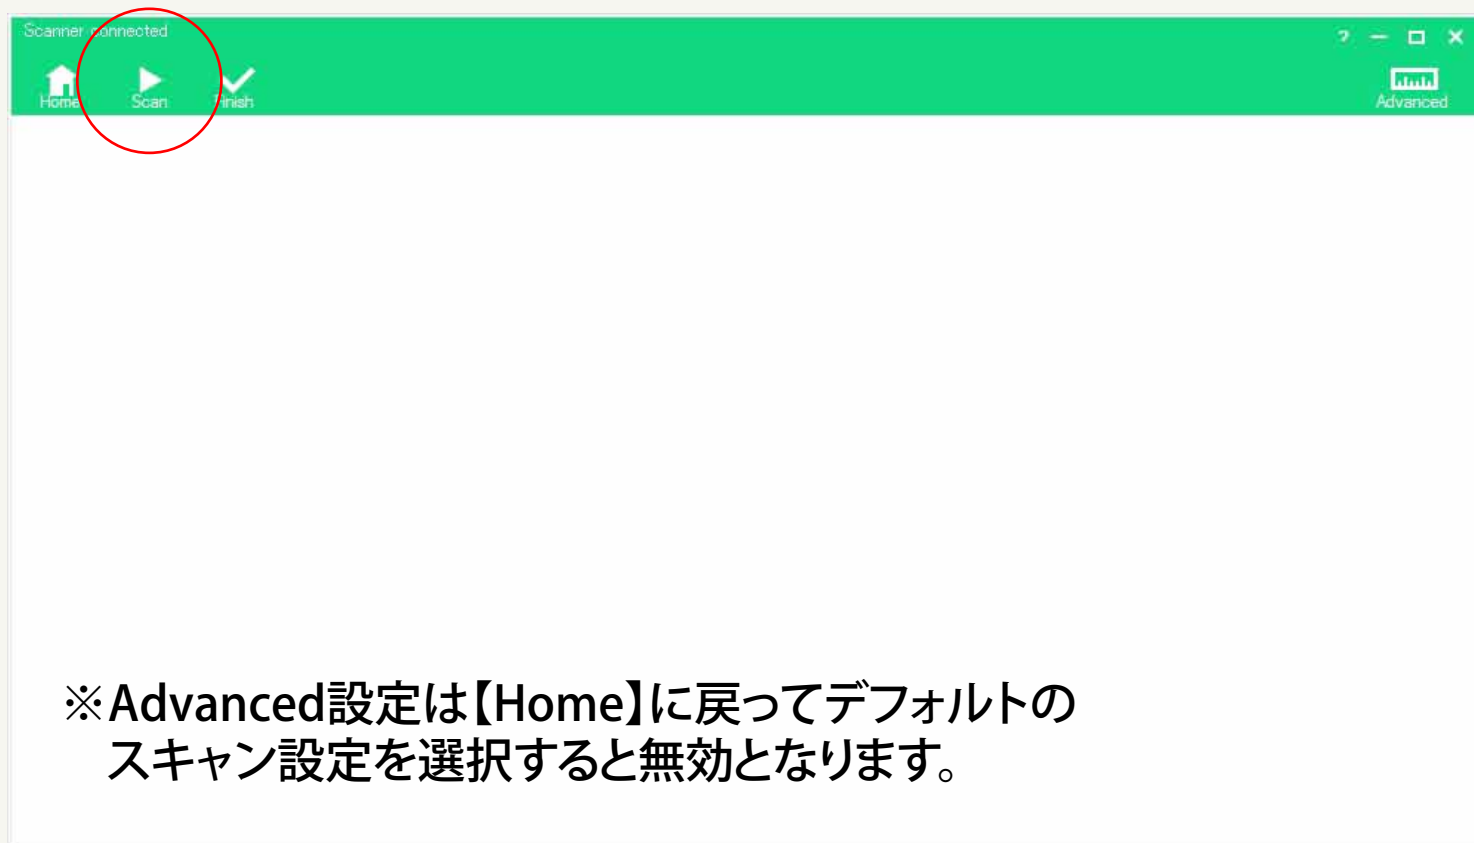 Scanner connected
Home Scan Finish Advanced
※Advanced設定は【Home】に戻ってデフォルトの
スキャン設定を選択すると無効となります。